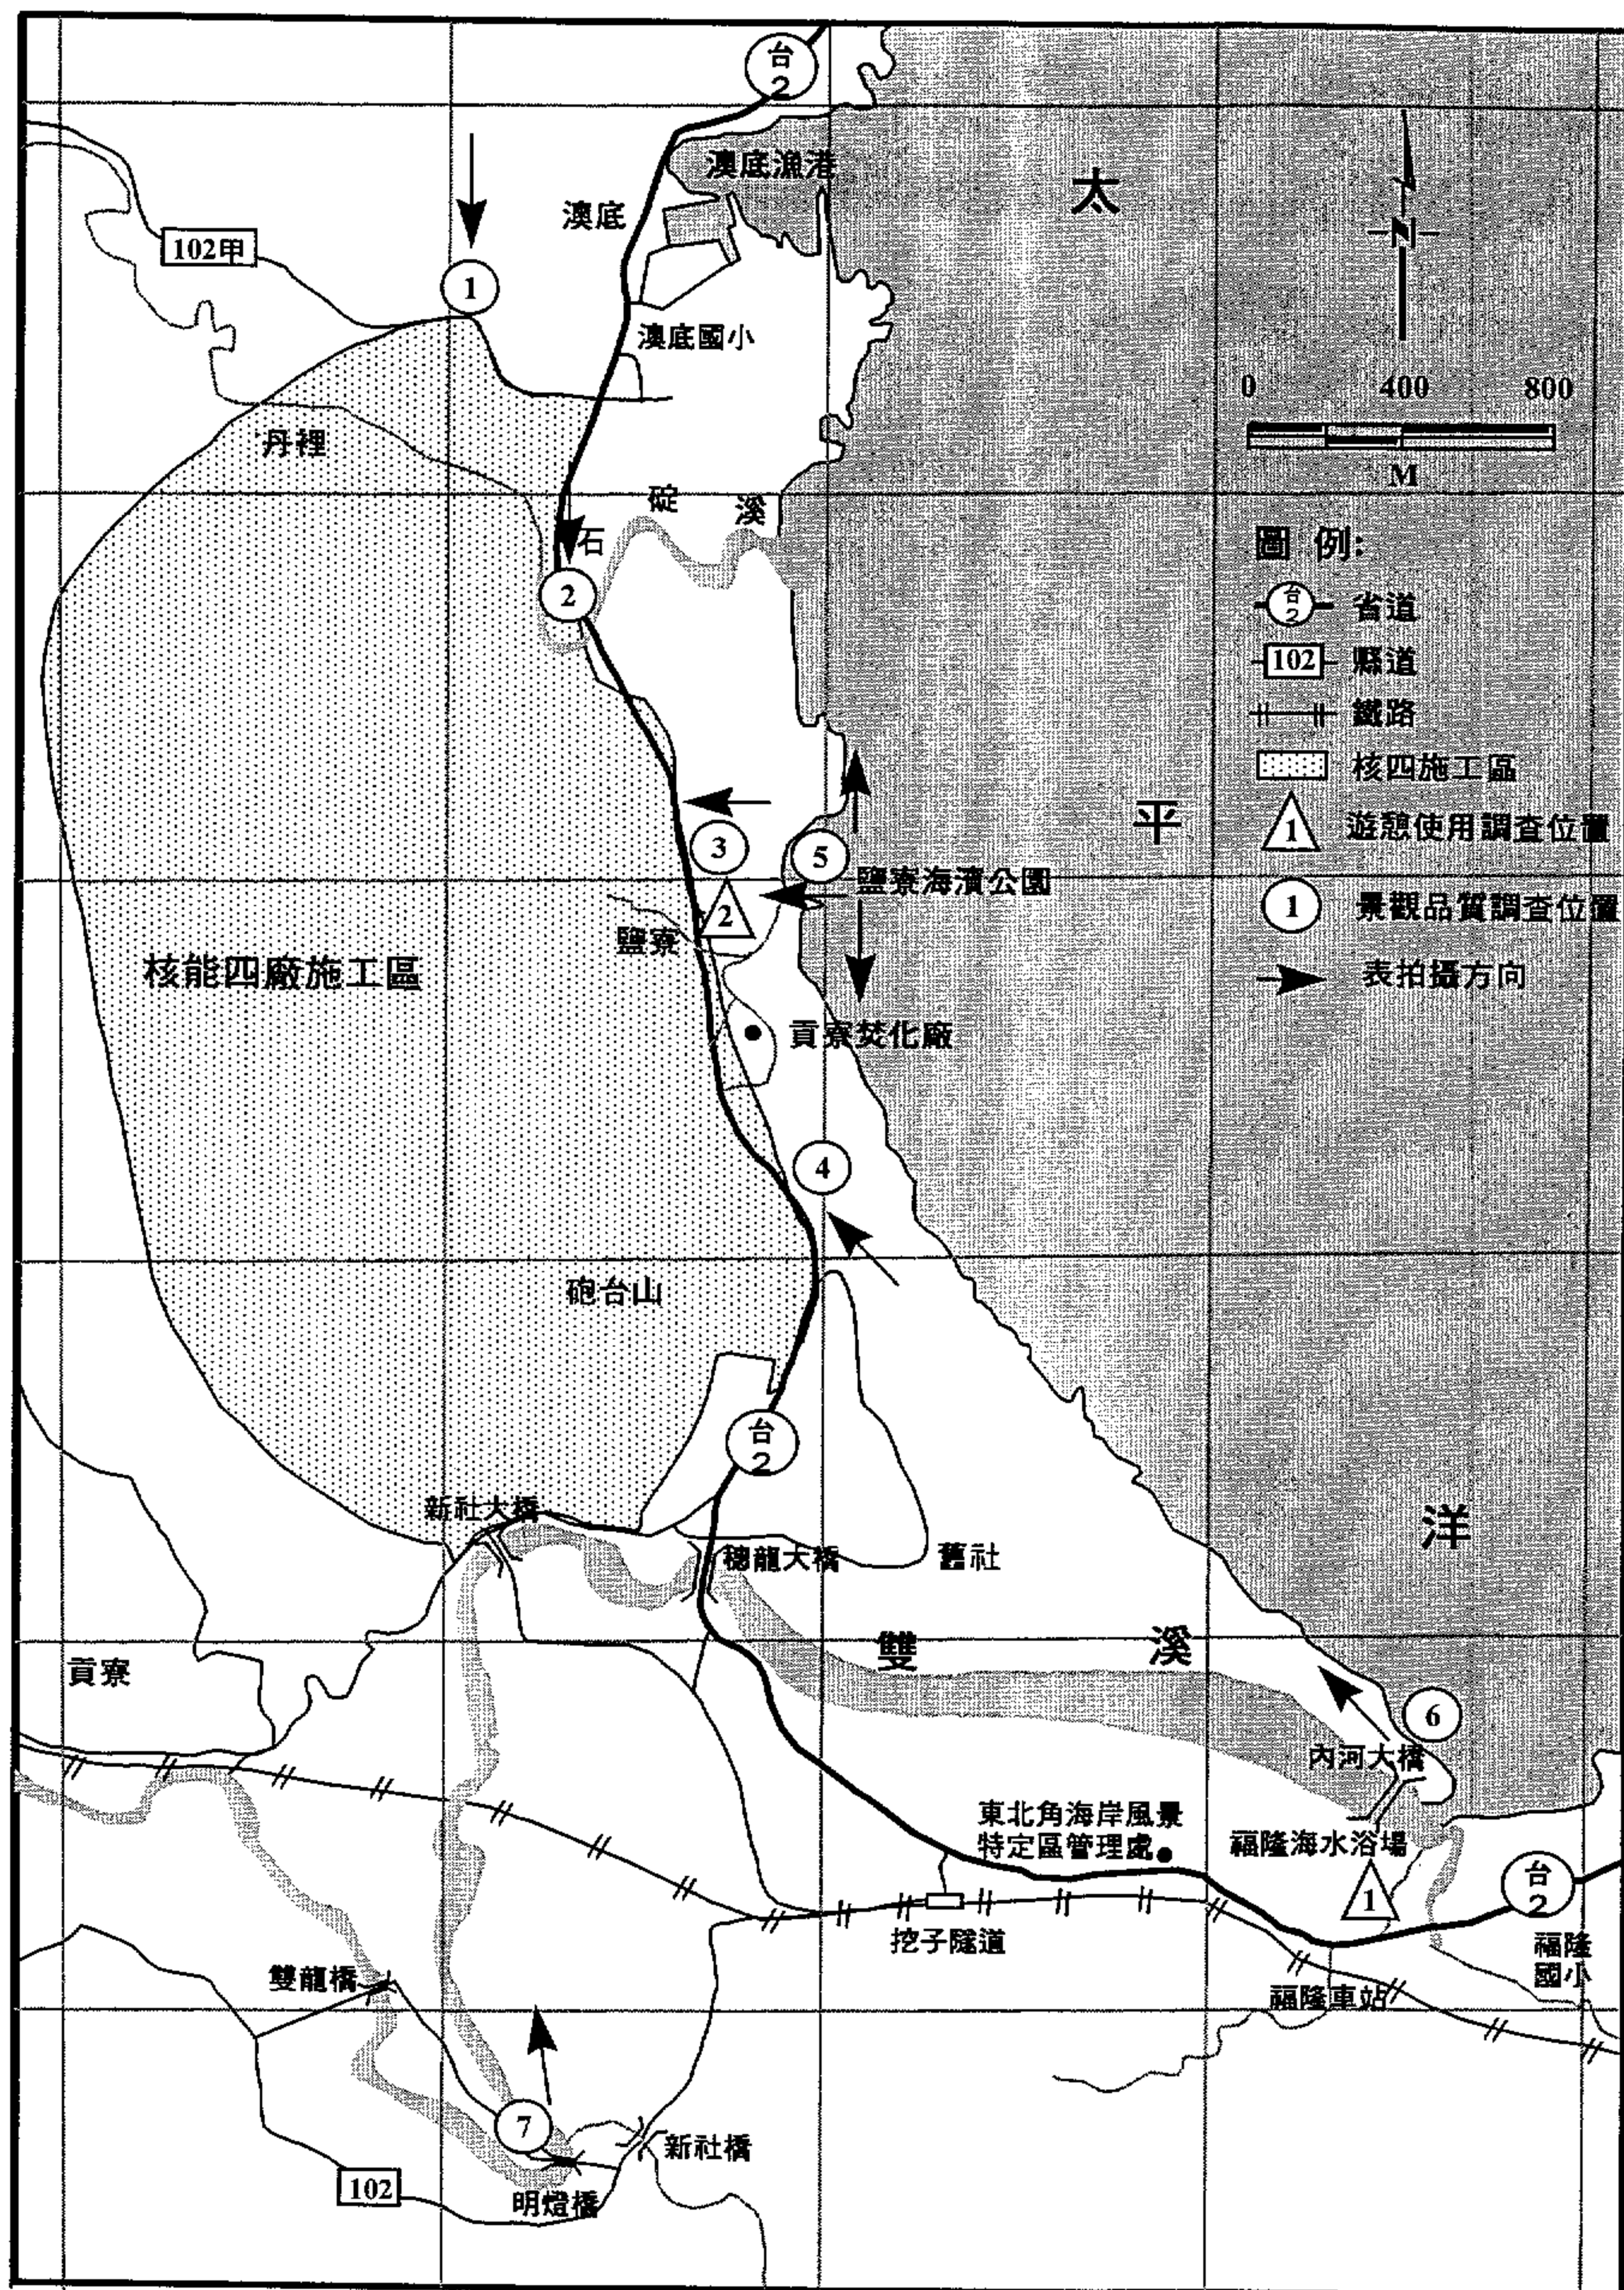 台
2
澳底漁港
太
澳底
102甲
N
1
澳底國小
0 400 800
M
丹裡
石 碇 溪
2
圖 例:
台
2
省道
102
縣道
鐵路
核四施工區
1
遊憩使用調查位置
1
景觀品質調查位置
表拍攝方向
平
3
5
鹽寮海濱公園
2
鹽寮
核能四廠施工區
貢寮焚化廠
4
砲台山
台
2
洋
新社大橋
穗龍大橋
舊社
雙 溪
貢寮
6
內河大橋
東北角海岸風景
特定區管理處
福隆海水浴場
1
台
2
挖子隧道
福隆
國小
雙龍橋
福隆車站
7
新社橋
102
明燈橋